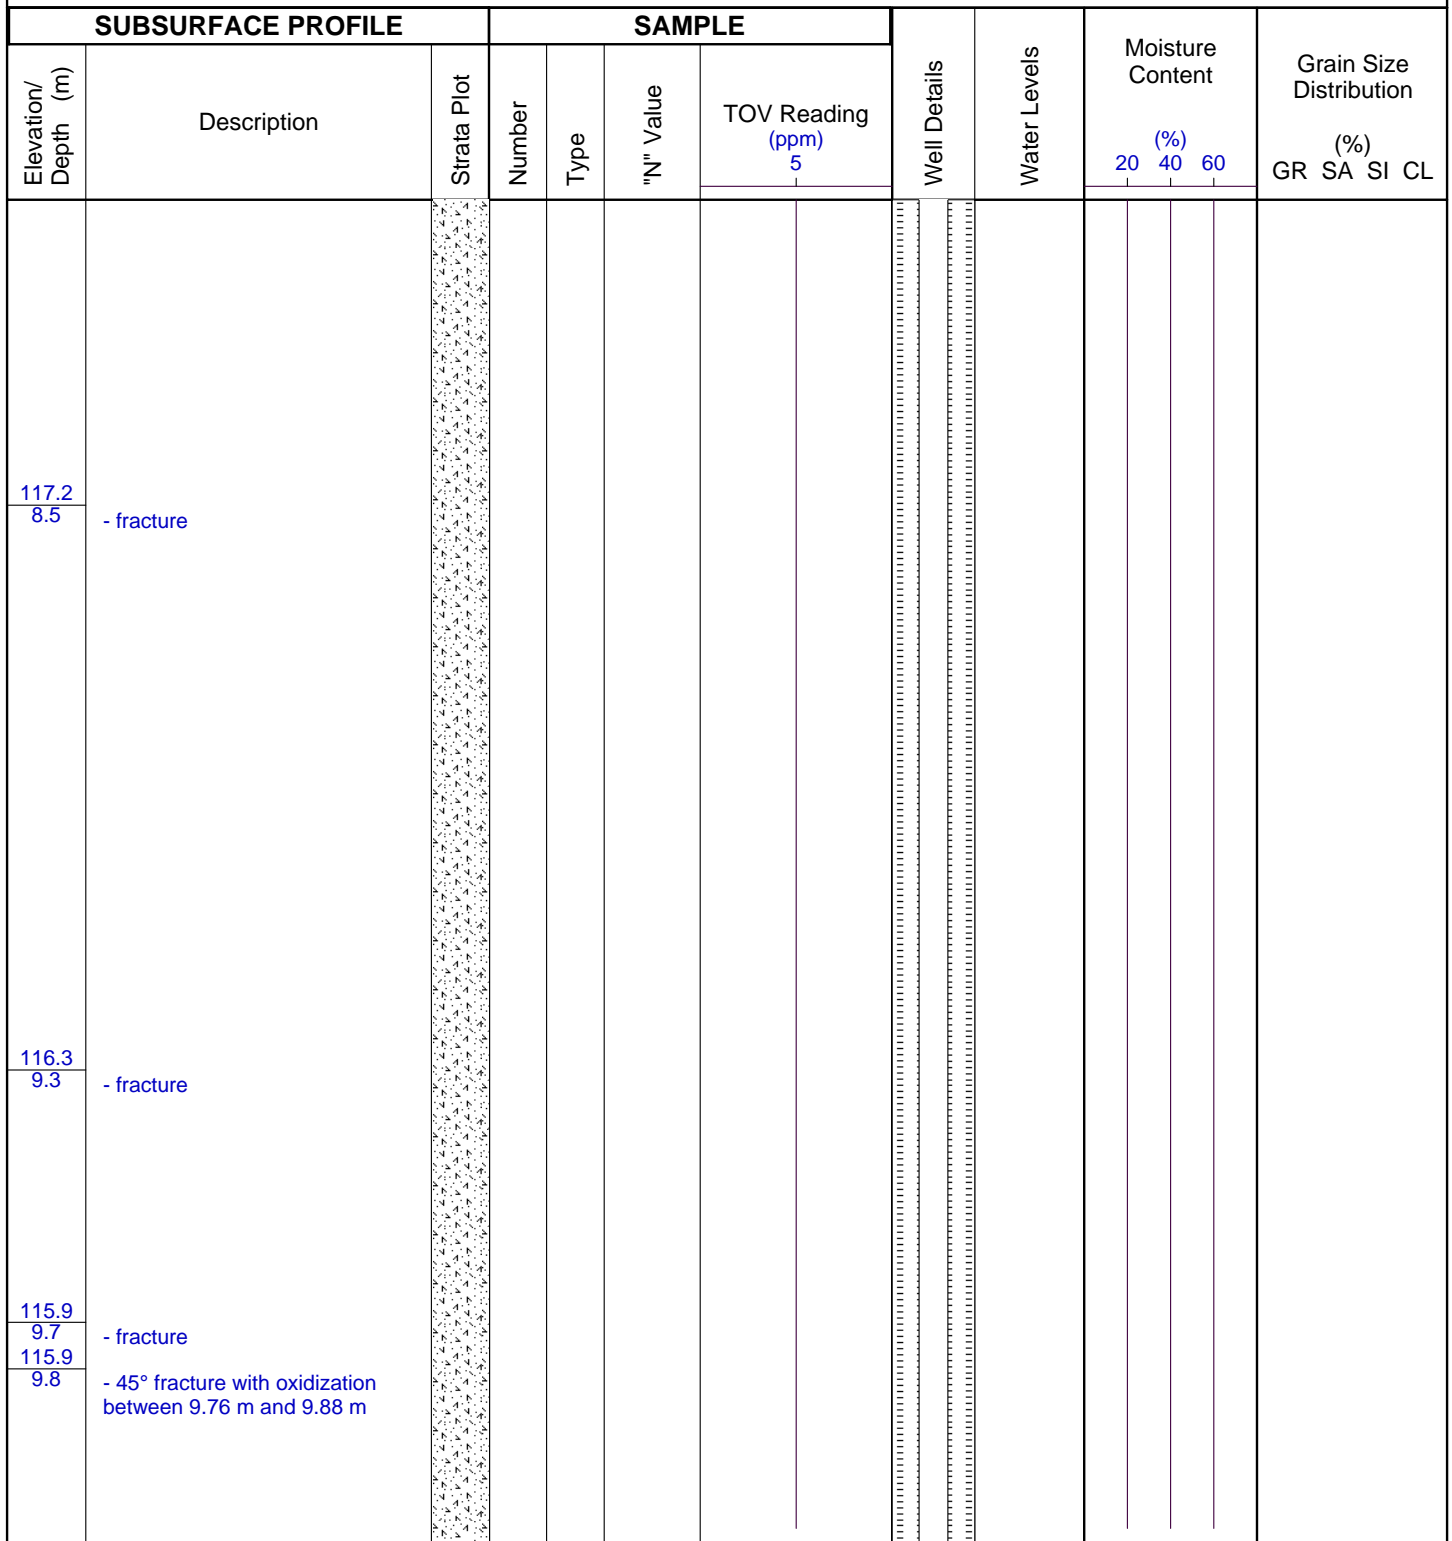 SUBSURFACE PROFILE
SAMPLE
Elevation/
Depth (m)
Description
Strata Plot
Number
Type
"N" Value
TOV Reading
(ppm)
5
Well Details
Water Levels
Moisture
Content
(%)
20 40 60
Grain Size
Distribution
(%)
GR SA SI CL
117.2
8.5
- fracture
116.3
9.3
- fracture
115.9
9.7
- fracture
115.9
9.8
- 45° fracture with oxidization
between 9.76 m and 9.88 m